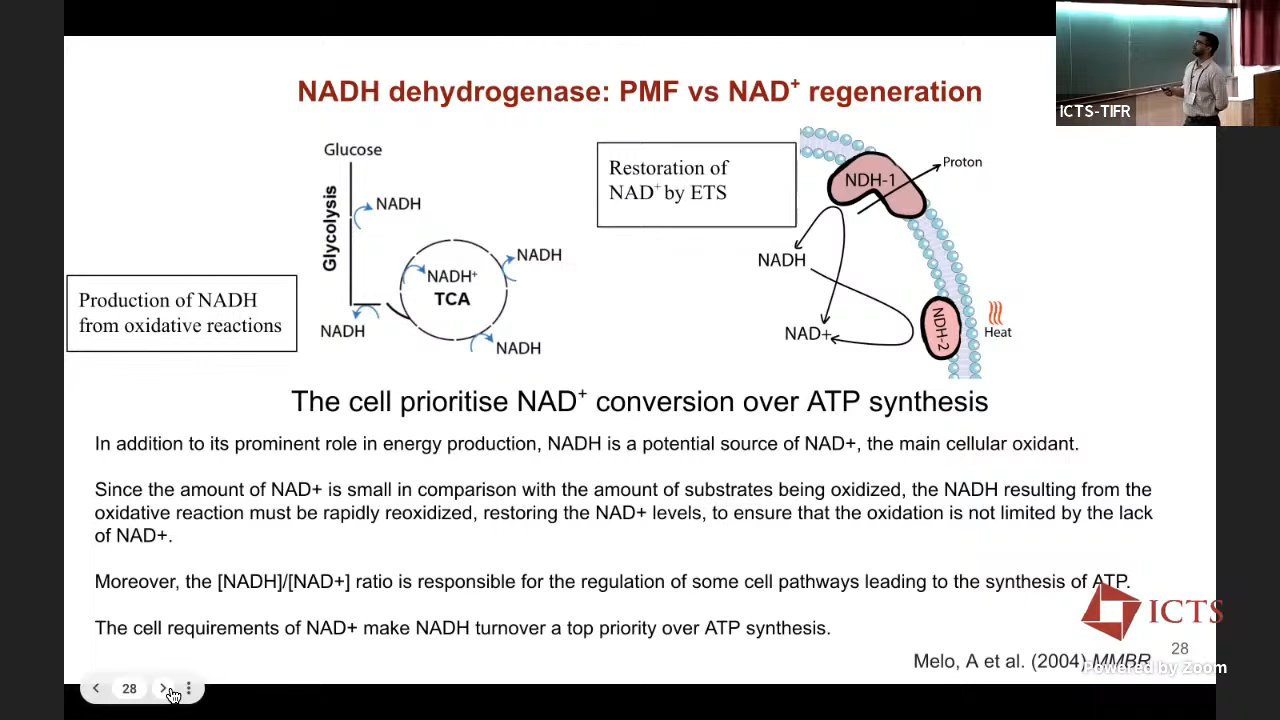 ICTS-TIFR
NADH dehydrogenase: PMF vs NAD+ regeneration
Glucose
Glycolysis
NADH
NADH
NADH+
TCA
NADH
NADH
Production of NADH
from oxidative reactions
Restoration of
NAD+ by ETS
NDH-1
Proton
NADH
NAD+
NDH-2
Heat
The cell prioritise NAD+ conversion over ATP synthesis
In addition to its prominent role in energy production, NADH is a potential source of NAD+, the main cellular oxidant.
Since the amount of NAD+ is small in comparison with the amount of substrates being oxidized, the NADH resulting from the
oxidative reaction must be rapidly reoxidized, restoring the NAD+ levels, to ensure that the oxidation is not limited by the lack
of NAD+.
Moreover, the [NADH]/[NAD+] ratio is responsible for the regulation of some cell pathways leading to the synthesis of ATP.
The cell requirements of NAD+ make NADH turnover a top priority over ATP synthesis.
ICTS
28
Melo, A et al. (2004) MMBR
Powered by Zoom
28